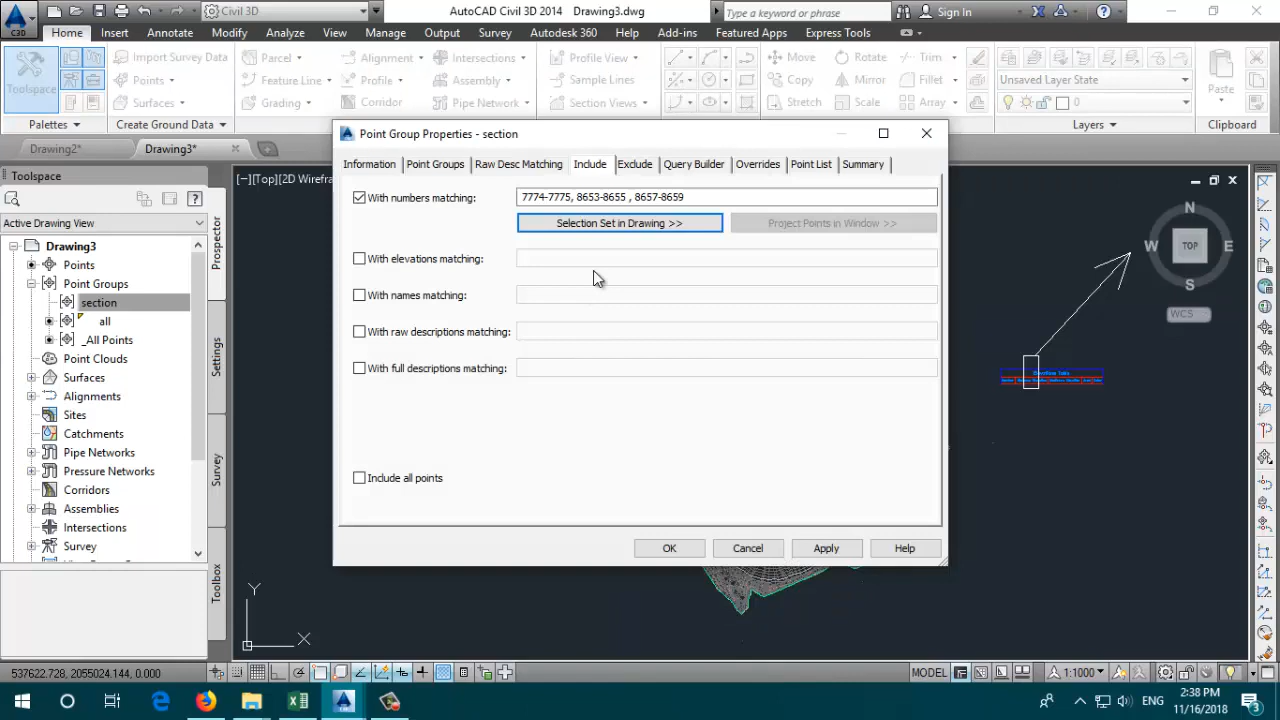 Civil 3D
AutoCAD Civil 3D 2014 Drawing3.dwg
Type a keyword or phrase
Sign In
C3D
Home Insert Annotate Modify Analyze View Manage Output Survey Autodesk 360 Help Add-ins Featured Apps Express Tools
Toolspace
Import Survey Data
Points
Surfaces
Parcel
Feature Line
Grading
Alignment
Profile
Corridor
Intersections
Assembly
Pipe Network
Profile View
Sample Lines
Section Views
Move
Copy
Stretch
Rotate
Mirror
Scale
Trim
Fillet
Array
Unsaved Layer State
0
Paste
Palettes
Create Ground Data
Layers
Clipboard
Drawing2*
Drawing3*
Toolspace
Active Drawing View
Drawing3
Points
Point Groups
section
all
_All Points
Point Clouds
Surfaces
Alignments
Sites
Catchments
Pipe Networks
Pressure Networks
Corridors
Assemblies
Intersections
Survey
Prospector
Settings
Survey
Toolbox
[−][Top][2D Wirefra
Point Group Properties - section
Information Point Groups Raw Desc Matching Include Exclude Query Builder Overrides Point List Summary
With numbers matching: 7774-7775, 8653-8655 , 8657-8659
Selection Set in Drawing >> Project Points in Window >>
With elevations matching:
With names matching:
With raw descriptions matching:
With full descriptions matching:
Include all points
OK Cancel Apply Help
N
W TOP E
S
WCS
Elevations Table
Y
X
537622.728, 2055024.144, 0.000
MODEL
1:1000
ENG
2:38 PM
11/16/2018
3